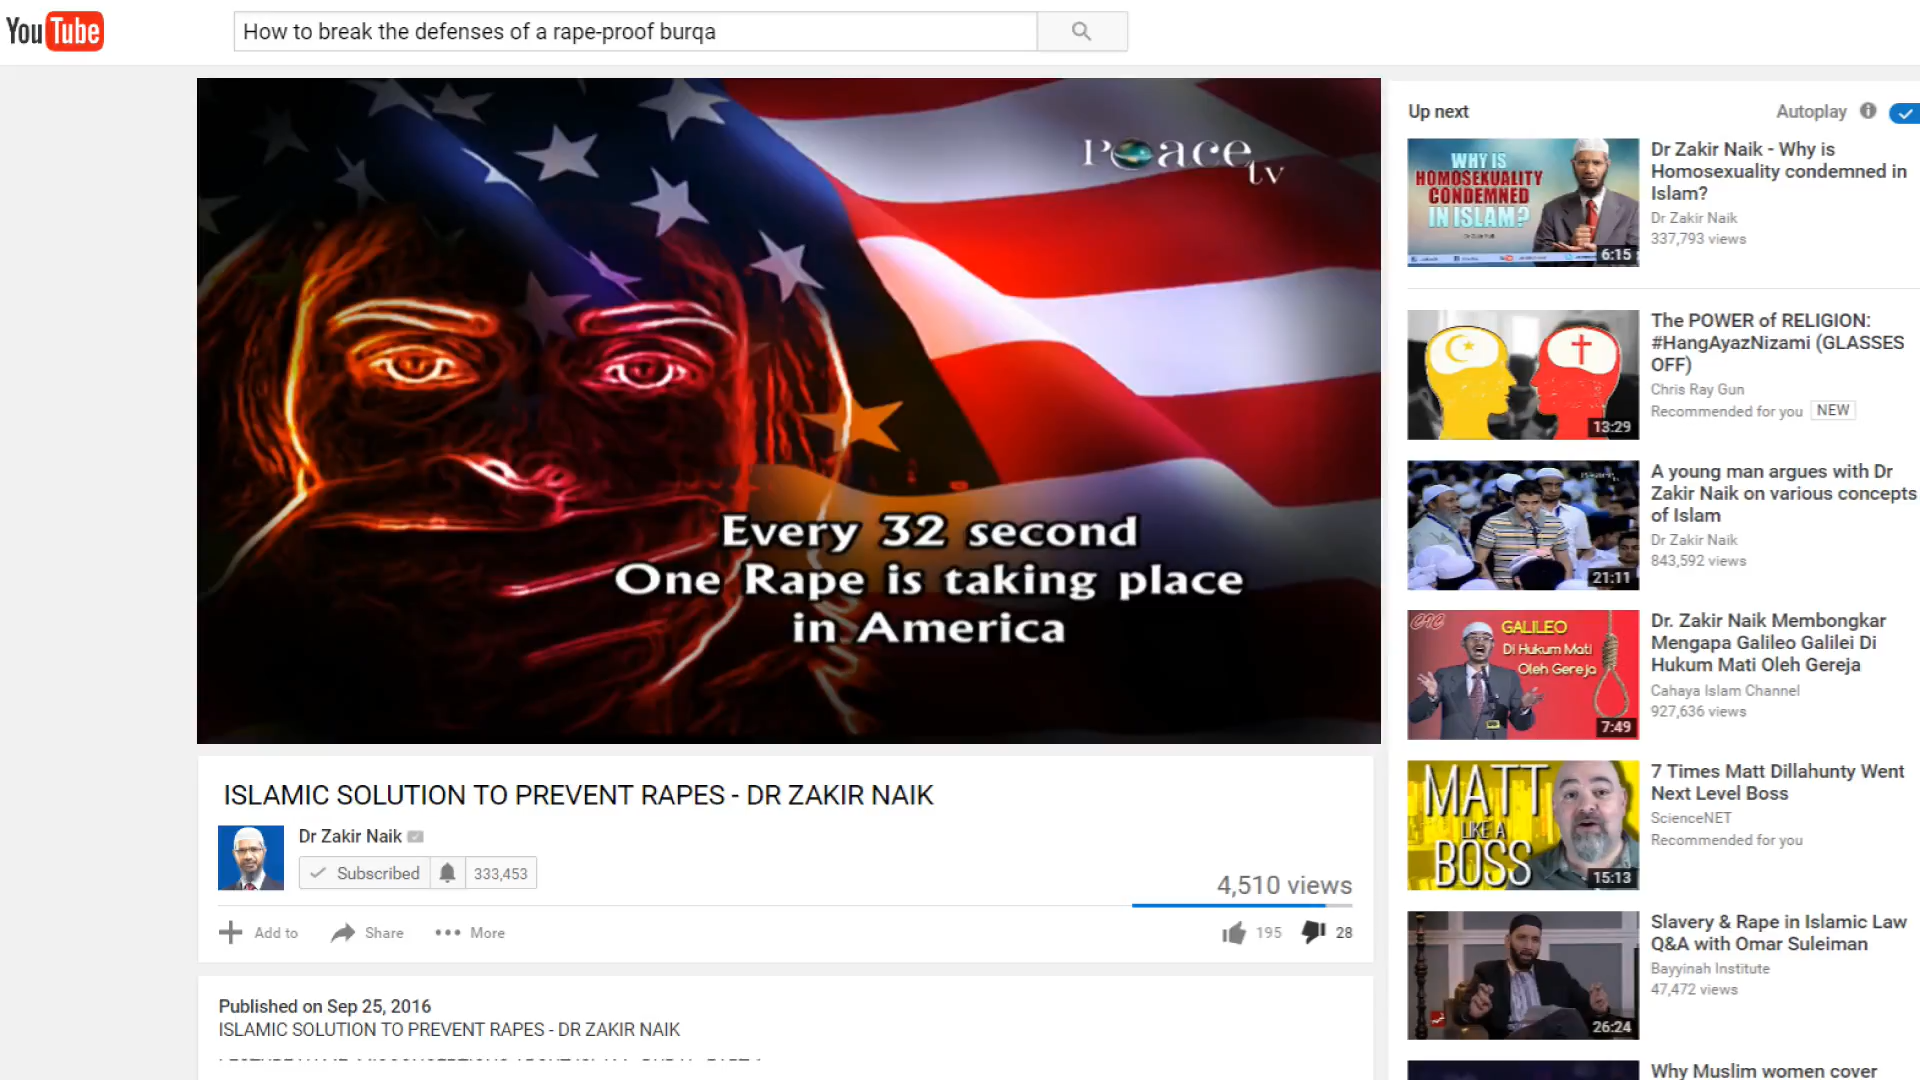 YouTube
How to break the defenses of a rape-proof burqa
Peace tv
Every 32 second
One Rape is taking place
in America
ISLAMIC SOLUTION TO PREVENT RAPES - DR ZAKIR NAIK
Dr Zakir Naik
Subscribed 333,453
4,510 views
Add to Share More 195 28
Published on Sep 25, 2016
ISLAMIC SOLUTION TO PREVENT RAPES - DR ZAKIR NAIK
Up next Autoplay
WHY IS
HOMOSEXUALITY
CONDEMNED
IN ISLAM?
6:15
Dr Zakir Naik - Why is
Homosexuality condemned in
Islam?
Dr Zakir Naik
337,793 views
13:29
The POWER of RELIGION:
#HangAyazNizami (GLASSES
OFF)
Chris Ray Gun
Recommended for you NEW
21:11
A young man argues with Dr
Zakir Naik on various concepts
of Islam
Dr Zakir Naik
843,592 views
CIC
GALILEO
Di Hukum Mati
Oleh Gereja
7:49
Dr. Zakir Naik Membongkar
Mengapa Galileo Galilei Di
Hukum Mati Oleh Gereja
Cahaya Islam Channel
927,636 views
MATT
LIKE A
BOSS
15:13
7 Times Matt Dillahunty Went
Next Level Boss
ScienceNET
Recommended for you
26:24
Slavery & Rape in Islamic Law
Q&A with Omar Suleiman
Bayyinah Institute
47,472 views
Why Muslim women cover